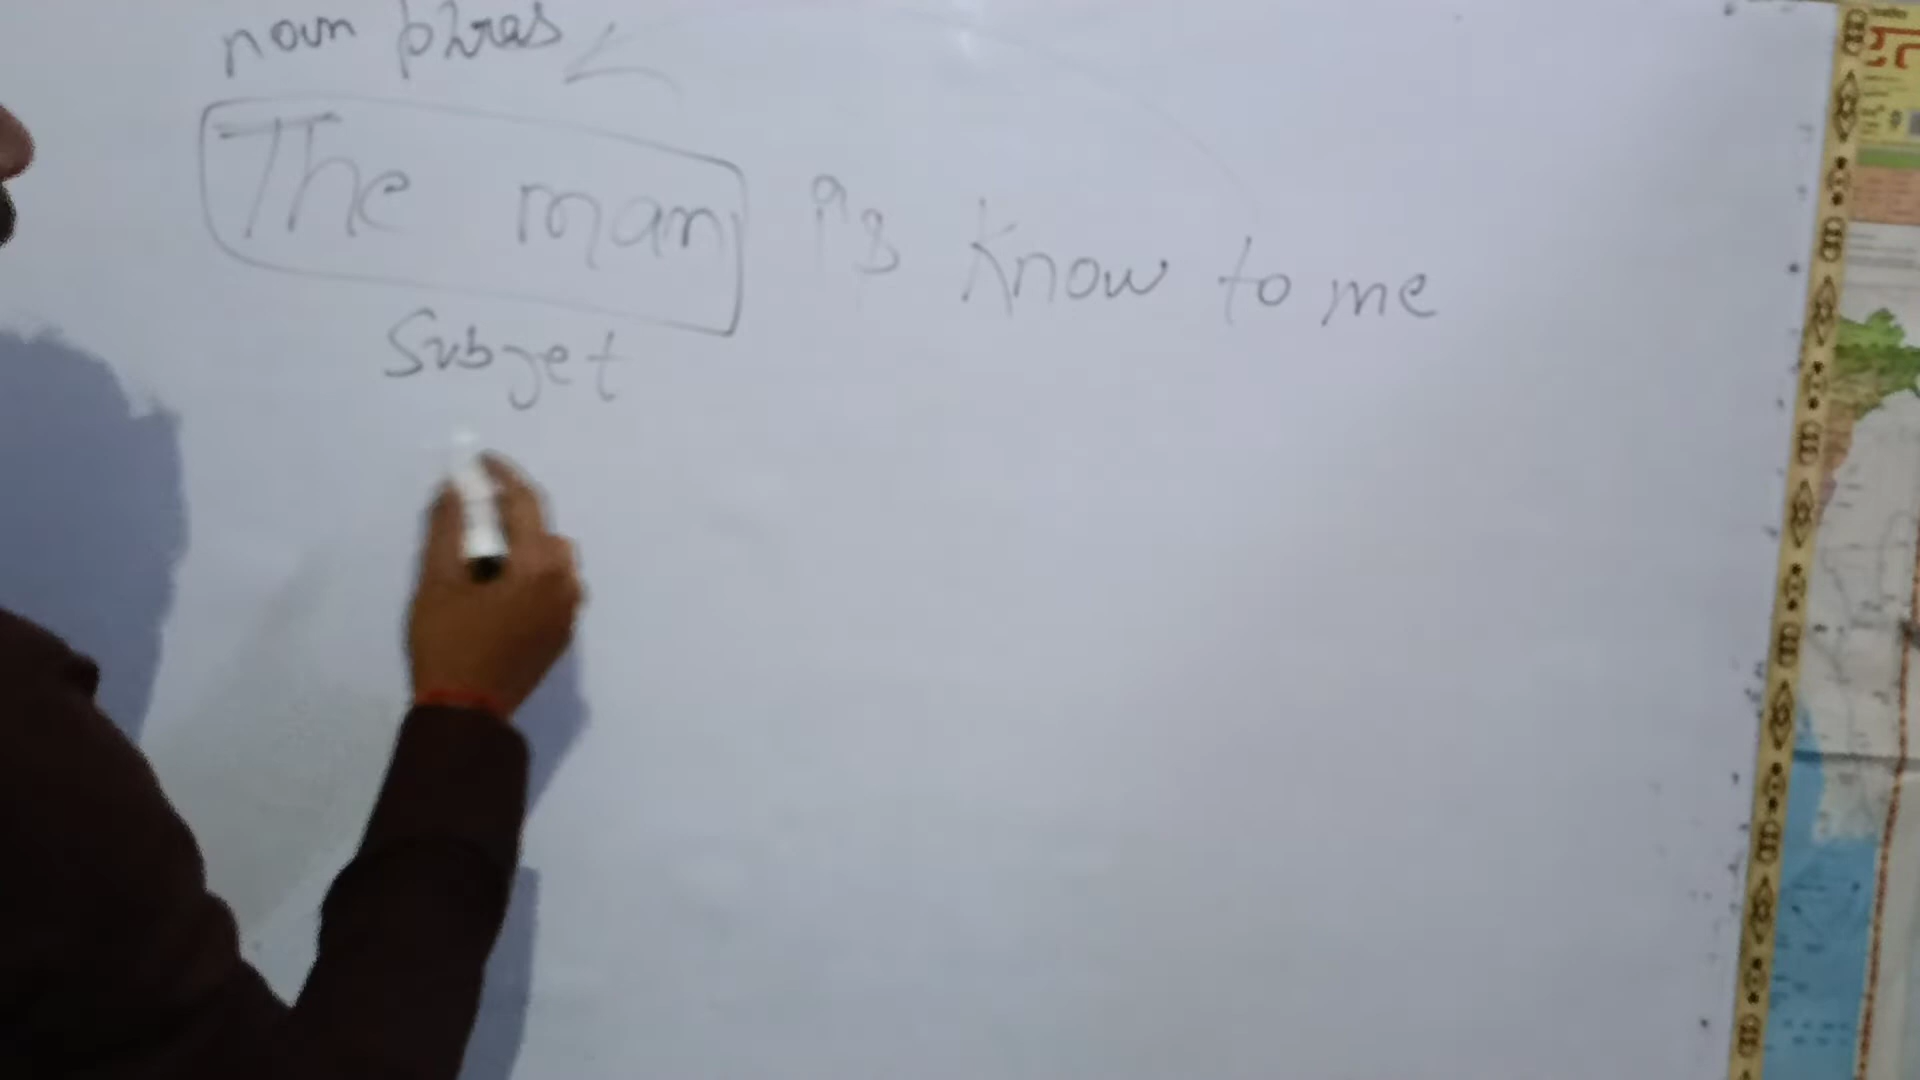 noun phras
The man is know to me
Subjet